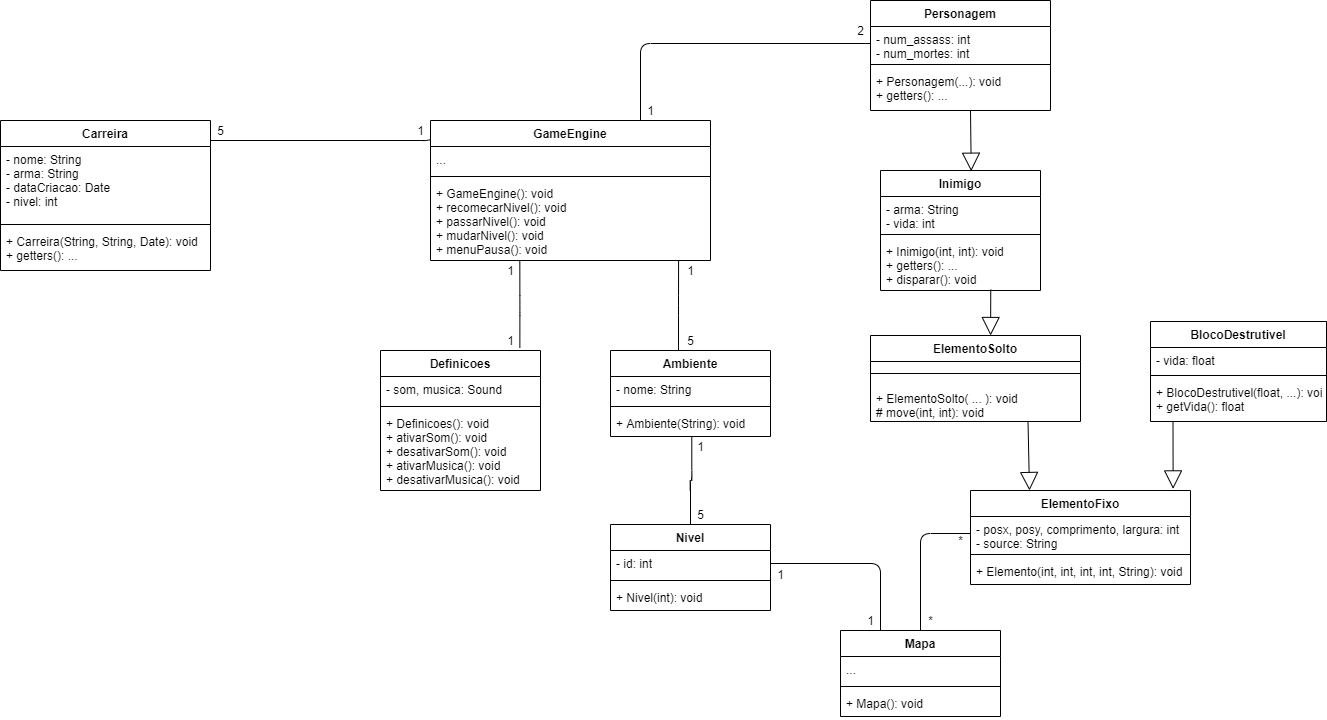 Personagem
- num_assass: int
- num_mortes: int
+ Personagem(...): void
+ getters(): ...
2
1
Carreira
- nome: String
- arma: String
- dataCriacao: Date
- nivel: int
+ Carreira(String, String, Date): void
+ getters(): ...
5
1
GameEngine
...
+ GameEngine(): void
+ recomecarNivel(): void
+ passarNivel(): void
+ mudarNivel(): void
+ menuPausa(): void
1
1
Inimigo
- arma: String
- vida: int
+ Inimigo(int, int): void
+ getters(): ...
+ disparar(): void
1
5
Definicoes
- som, musica: Sound
+ Definicoes(): void
+ ativarSom(): void
+ desativarSom(): void
+ ativarMusica(): void
+ desativarMusica(): void
Ambiente
- nome: String
+ Ambiente(String): void
1
5
ElementoSolto
+ ElementoSolto( ... ): void
# move(int, int): void
BlocoDestrutivel
- vida: float
+ BlocoDestrutivel(float, ...): voi
+ getVida(): float
ElementoFixo
- posx, posy, comprimento, largura: int
- source: String
+ Elemento(int, int, int, int, String): void
*
*
Nivel
- id: int
+ Nivel(int): void
1
1
Mapa
...
+ Mapa(): void